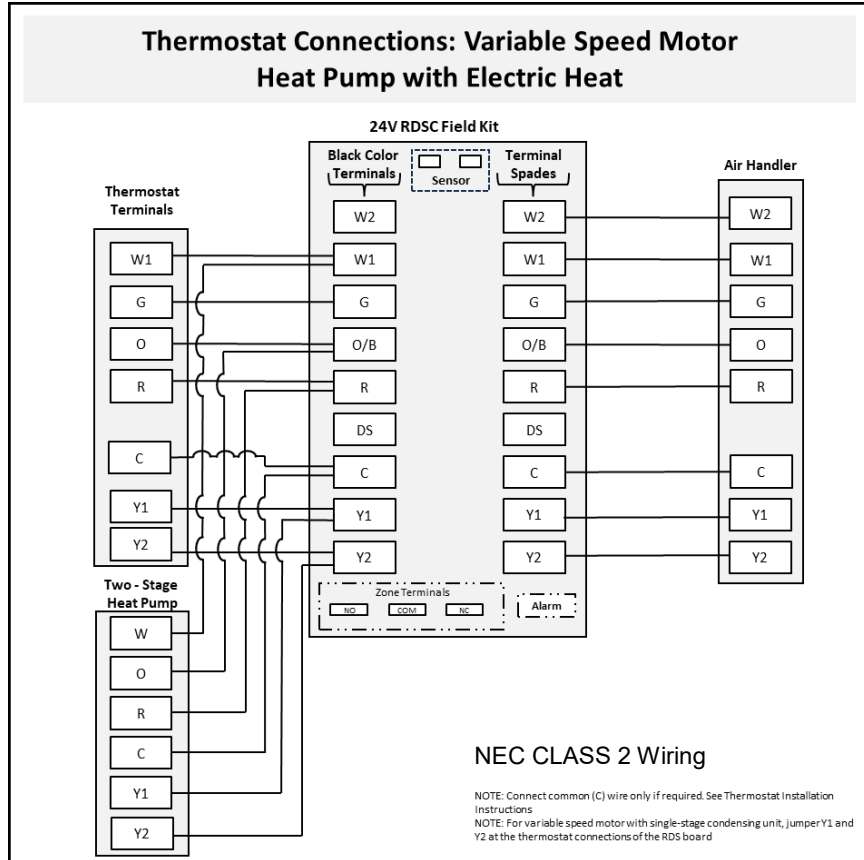 Thermostat Connections: Variable Speed Motor
Heat Pump with Electric Heat
24V RDSC Field Kit
Black Color
Terminals
Sensor
Terminal
Spades
Air Handler
Thermostat
Terminals
W2
W2
W2
W1
W1
W1
W1
G
G
G
G
O
O/B
O/B
O
R
R
R
R
DS
DS
C
C
C
C
Y1
Y1
Y1
Y1
Y2
Y2
Y2
Y2
Two - Stage
Heat Pump
W
O
R
C
Y1
Y2
Zone Terminals
NO
COM
NC
Alarm
NEC CLASS 2 Wiring
NOTE: Connect common (C) wire only if required. See Thermostat Installation
Instructions
NOTE: For variable speed motor with single-stage condensing unit, jumper Y1 and
Y2 at the thermostat connections of the RDS board